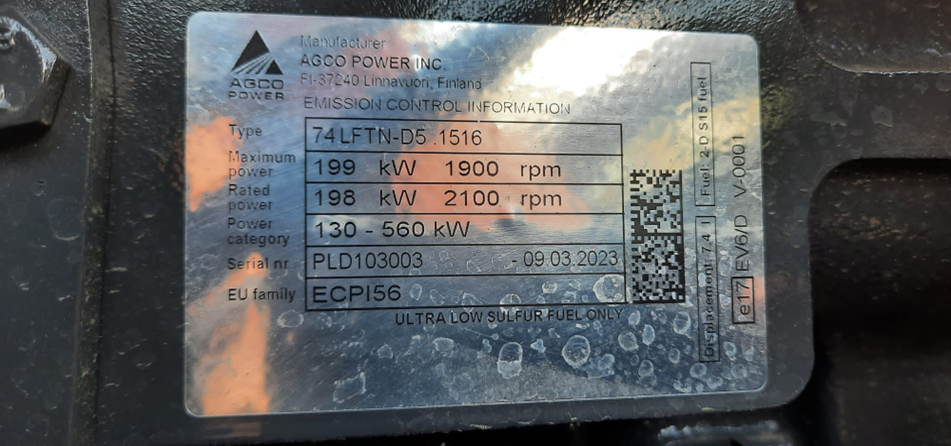 AGCO
POWER
Manufacturer
AGCO POWER INC.
FI-37240 Linnavuori, Finland
EMISSION CONTROL INFORMATION
Type 74LFTN-D5 .1516
Maximum power 199 kW 1900 rpm
Rated power 198 kW 2100 rpm
Power category 130 - 560 kW
Serial nr PLD103003 - 09.03.2023
EU family ECPI56
ULTRA LOW SULFUR FUEL ONLY
Displacement: 7,4 l Fuel: 2-D S15 fuel
e17 EV6/D V-0001